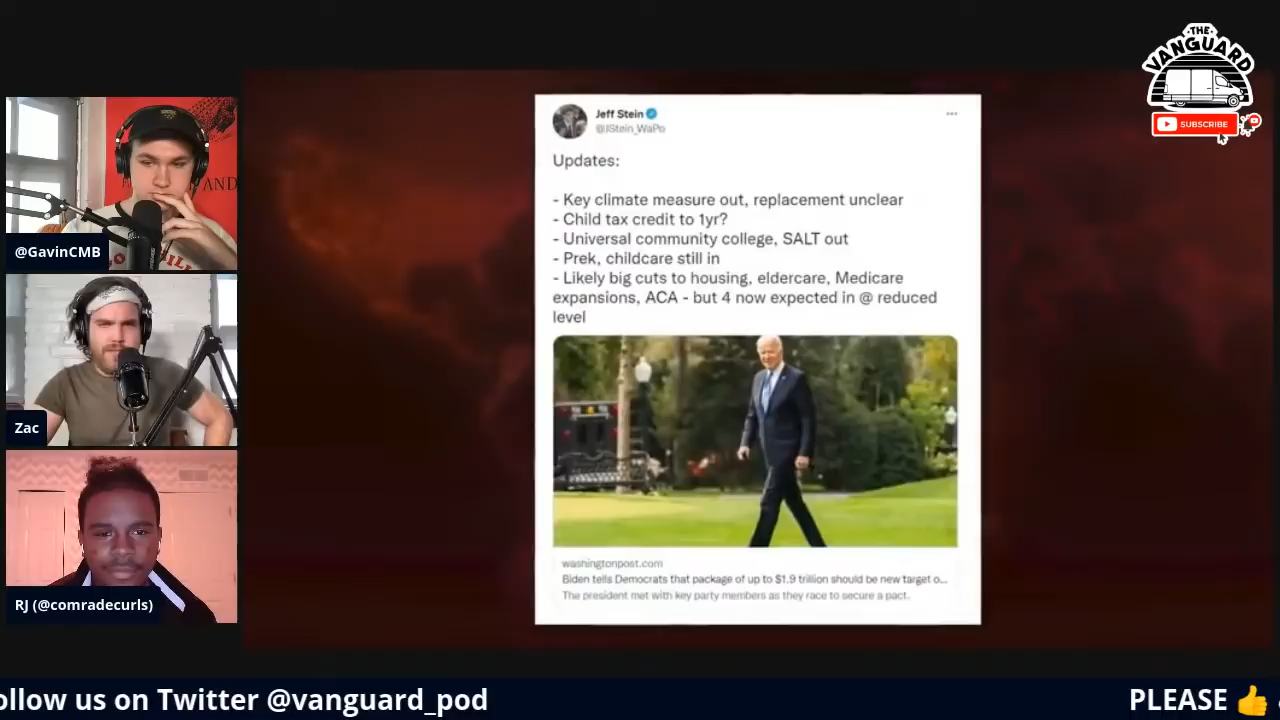 THE
VANGUARD
SUBSCRIBE
AND
@GavinCMB
Zac
RJ (@comradecurls)
Jeff Stein
@JStein_WaPo
Updates:
- Key climate measure out, replacement unclear
- Child tax credit to 1yr?
- Universal community college, SALT out
- Prek, childcare still in
- Likely big cuts to housing, eldercare, Medicare
expansions, ACA - but 4 now expected in @ reduced
level
washingtonpost.com
Biden tells Democrats that package of up to $1.9 trillion should be new target o...
The president met with key party members as they race to secure a pact.
ollow us on Twitter @vanguard_pod
PLEASE 👍